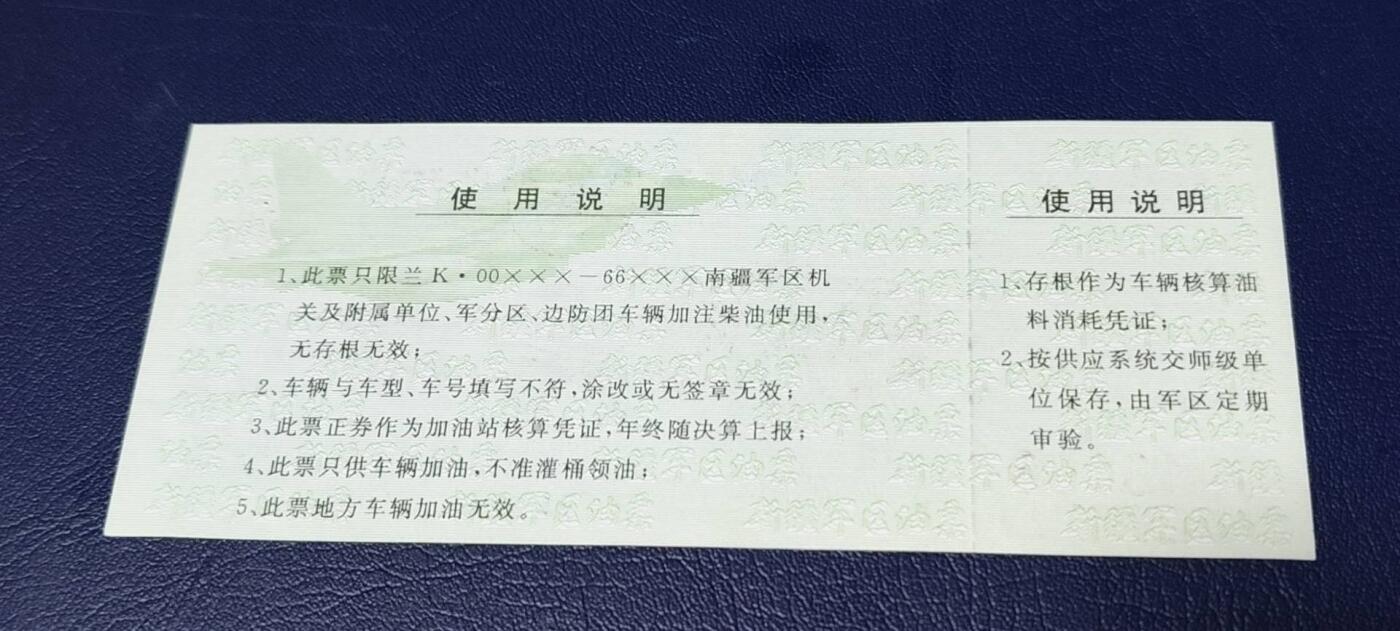 使用说明
1、此票只限兰K·00×××－66×××南疆军区机
关及附属单位、军分区、边防团车辆加注柴油使用，
无存根无效；
2、车辆与车型、车号填写不符，涂改或无签章无效；
3、此票正券作为加油站核算凭证，年终随决算上报；
4、此票只供车辆加油，不准灌桶领油；
5、此票地方车辆加油无效。
使用说明
1、存根作为车辆核算油
料消耗凭证；
2、按供应系统交师级单
位保存，由军区定期
审验。
新疆军区油票